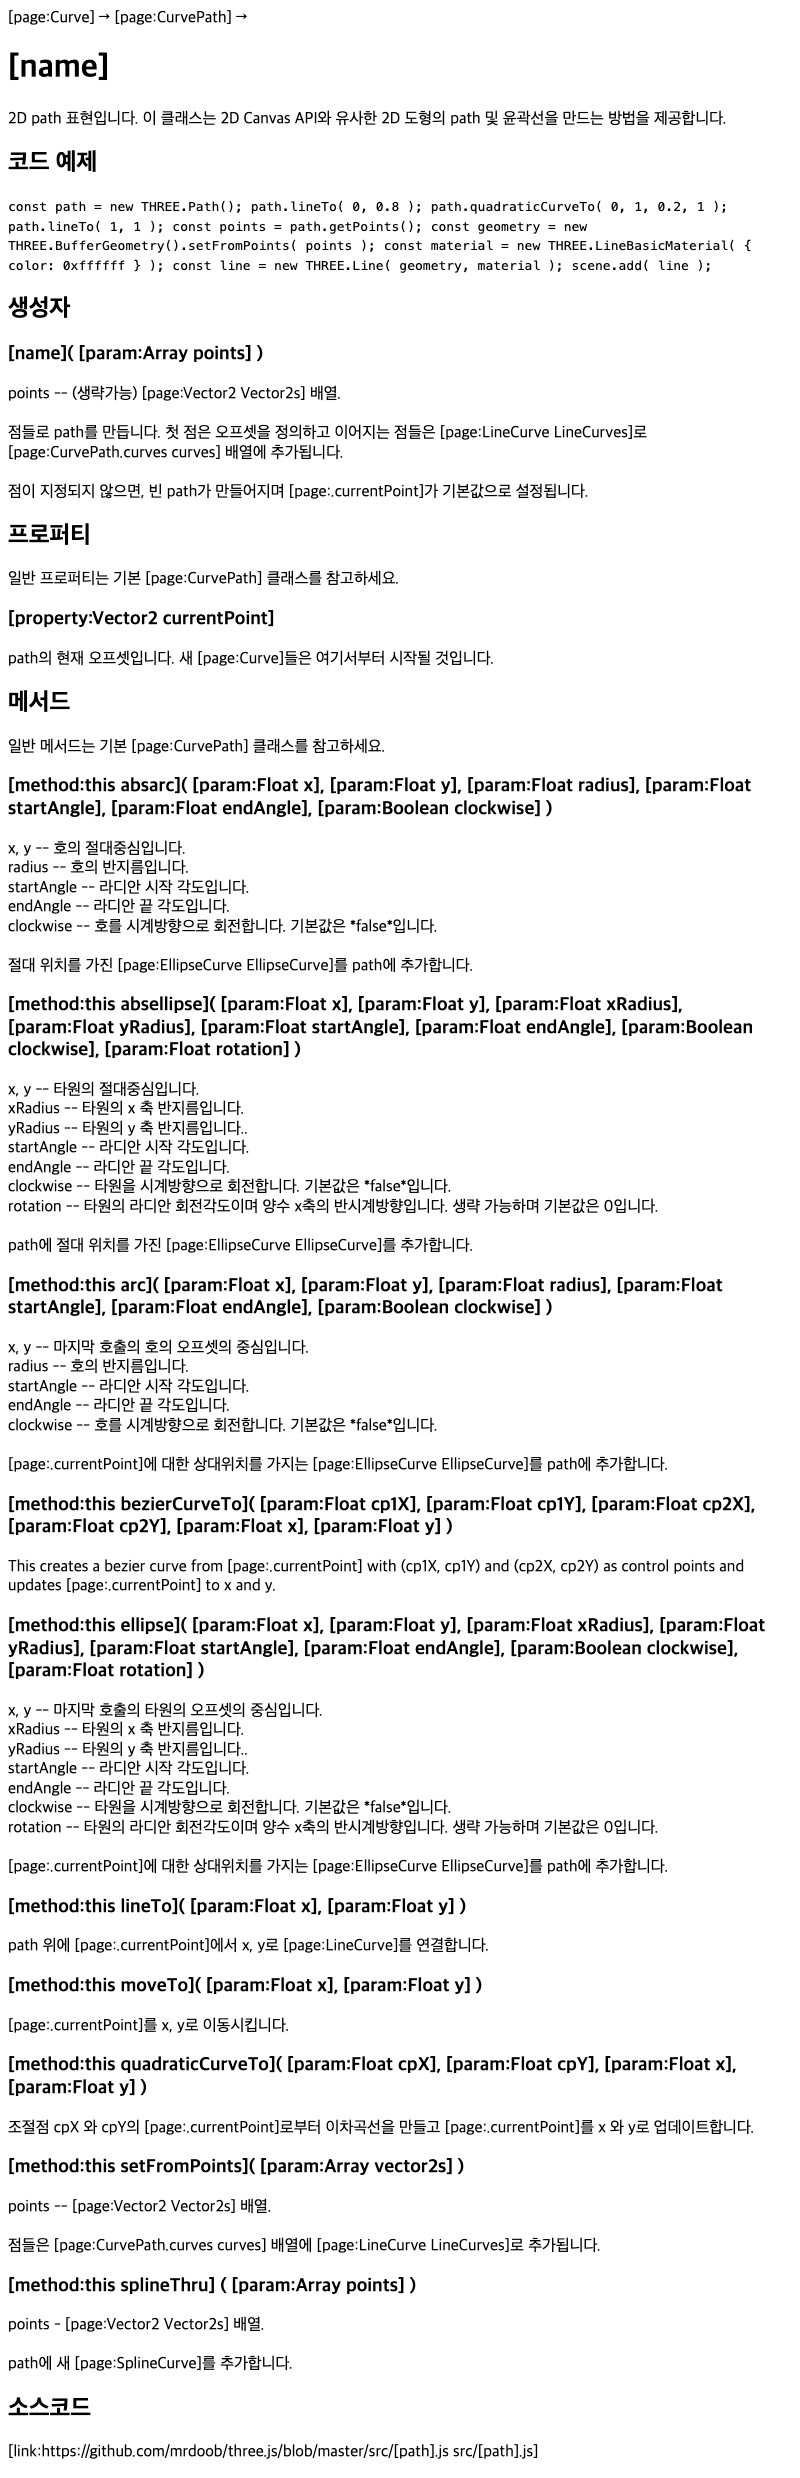 [page:Curve] → [page:CurvePath] →
[name]
2D path 표현입니다. 이 클래스는 2D Canvas API와 유사한 2D 도형의 path 및 윤곽선을 만드는 방법을 제공합니다.
코드 예제
const path = new THREE.Path(); path.lineTo( 0, 0.8 ); path.quadraticCurveTo( 0, 1, 0.2, 1 );
path.lineTo( 1, 1 ); const points = path.getPoints(); const geometry = new
THREE.BufferGeometry().setFromPoints( points ); const material = new THREE.LineBasicMaterial( {
color: 0xffffff } ); const line = new THREE.Line( geometry, material ); scene.add( line );
생성자
[name]( [param:Array points] )
points -- (생략가능) [page:Vector2 Vector2s] 배열.
점들로 path를 만듭니다. 첫 점은 오프셋을 정의하고 이어지는 점들은 [page:LineCurve LineCurves]로
[page:CurvePath.curves curves] 배열에 추가됩니다.
점이 지정되지 않으면, 빈 path가 만들어지며 [page:.currentPoint]가 기본값으로 설정됩니다.
프로퍼티
일반 프로퍼티는 기본 [page:CurvePath] 클래스를 참고하세요.
[property:Vector2 currentPoint]
path의 현재 오프셋입니다. 새 [page:Curve]들은 여기서부터 시작될 것입니다.
메서드
일반 메서드는 기본 [page:CurvePath] 클래스를 참고하세요.
[method:this absarc]( [param:Float x], [param:Float y], [param:Float radius], [param:Float
startAngle], [param:Float endAngle], [param:Boolean clockwise] )
x, y -- 호의 절대중심입니다.
radius -- 호의 반지름입니다.
startAngle -- 라디안 시작 각도입니다.
endAngle -- 라디안 끝 각도입니다.
clockwise -- 호를 시계방향으로 회전합니다. 기본값은 *false*입니다.
절대 위치를 가진 [page:EllipseCurve EllipseCurve]를 path에 추가합니다.
[method:this absellipse]( [param:Float x], [param:Float y], [param:Float xRadius],
[param:Float yRadius], [param:Float startAngle], [param:Float endAngle], [param:Boolean
clockwise], [param:Float rotation] )
x, y -- 타원의 절대중심입니다.
xRadius -- 타원의 x 축 반지름입니다.
yRadius -- 타원의 y 축 반지름입니다..
startAngle -- 라디안 시작 각도입니다.
endAngle -- 라디안 끝 각도입니다.
clockwise -- 타원을 시계방향으로 회전합니다. 기본값은 *false*입니다.
rotation -- 타원의 라디안 회전각도이며 양수 x축의 반시계방향입니다. 생략 가능하며 기본값은 0입니다.
path에 절대 위치를 가진 [page:EllipseCurve EllipseCurve]를 추가합니다.
[method:this arc]( [param:Float x], [param:Float y], [param:Float radius], [param:Float
startAngle], [param:Float endAngle], [param:Boolean clockwise] )
x, y -- 마지막 호출의 호의 오프셋의 중심입니다.
radius -- 호의 반지름입니다.
startAngle -- 라디안 시작 각도입니다.
endAngle -- 라디안 끝 각도입니다.
clockwise -- 호를 시계방향으로 회전합니다. 기본값은 *false*입니다.
[page:.currentPoint]에 대한 상대위치를 가지는 [page:EllipseCurve EllipseCurve]를 path에 추가합니다.
[method:this bezierCurveTo]( [param:Float cp1X], [param:Float cp1Y], [param:Float cp2X],
[param:Float cp2Y], [param:Float x], [param:Float y] )
This creates a bezier curve from [page:.currentPoint] with (cp1X, cp1Y) and (cp2X, cp2Y) as control points and
updates [page:.currentPoint] to x and y.
[method:this ellipse]( [param:Float x], [param:Float y], [param:Float xRadius], [param:Float
yRadius], [param:Float startAngle], [param:Float endAngle], [param:Boolean clockwise],
[param:Float rotation] )
x, y -- 마지막 호출의 타원의 오프셋의 중심입니다.
xRadius -- 타원의 x 축 반지름입니다.
yRadius -- 타원의 y 축 반지름입니다..
startAngle -- 라디안 시작 각도입니다.
endAngle -- 라디안 끝 각도입니다.
clockwise -- 타원을 시계방향으로 회전합니다. 기본값은 *false*입니다.
rotation -- 타원의 라디안 회전각도이며 양수 x축의 반시계방향입니다. 생략 가능하며 기본값은 0입니다.
[page:.currentPoint]에 대한 상대위치를 가지는 [page:EllipseCurve EllipseCurve]를 path에 추가합니다.
[method:this lineTo]( [param:Float x], [param:Float y] )
path 위에 [page:.currentPoint]에서 x, y로 [page:LineCurve]를 연결합니다.
[method:this moveTo]( [param:Float x], [param:Float y] )
[page:.currentPoint]를 x, y로 이동시킵니다.
[method:this quadraticCurveTo]( [param:Float cpX], [param:Float cpY], [param:Float x],
[param:Float y] )
조절점 cpX 와 cpY의 [page:.currentPoint]로부터 이차곡선을 만들고 [page:.currentPoint]를 x 와 y로 업데이트합니다.
[method:this setFromPoints]( [param:Array vector2s] )
points -- [page:Vector2 Vector2s] 배열.
점들은 [page:CurvePath.curves curves] 배열에 [page:LineCurve LineCurves]로 추가됩니다.
[method:this splineThru] ( [param:Array points] )
points - [page:Vector2 Vector2s] 배열.
path에 새 [page:SplineCurve]를 추가합니다.
소스코드
[link:https://github.com/mrdoob/three.js/blob/master/src/[path].js src/[path].js]